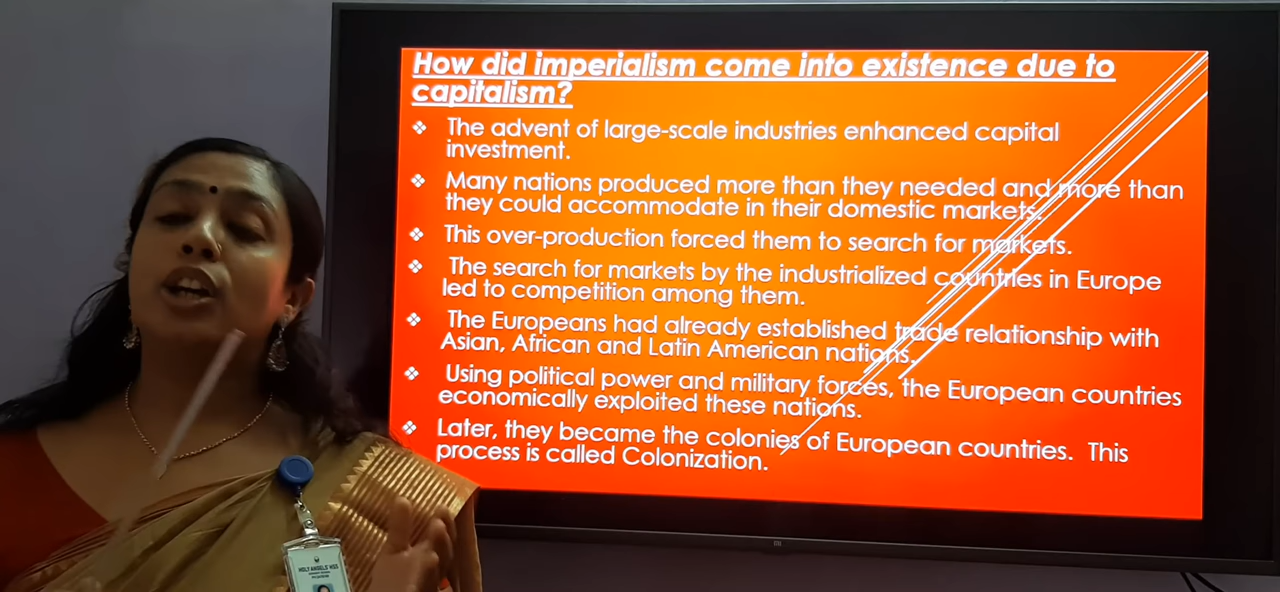 How did imperialism come into existence due to
capitalism?
❖ The advent of large-scale industries enhanced capital
investment.
❖ Many nations produced more than they needed and more than
they could accommodate in their domestic markets.
❖ This over-production forced them to search for markets.
❖ The search for markets by the industrialized countries in Europe
led to competition among them.
❖ The Europeans had already established trade relationship with
Asian, African and Latin American nations.
❖ Using political power and military forces, the European countries
economically exploited these nations.
❖ Later, they became the colonies of European countries. This
process is called Colonization.
mi
HOLY ANGELS' HSS